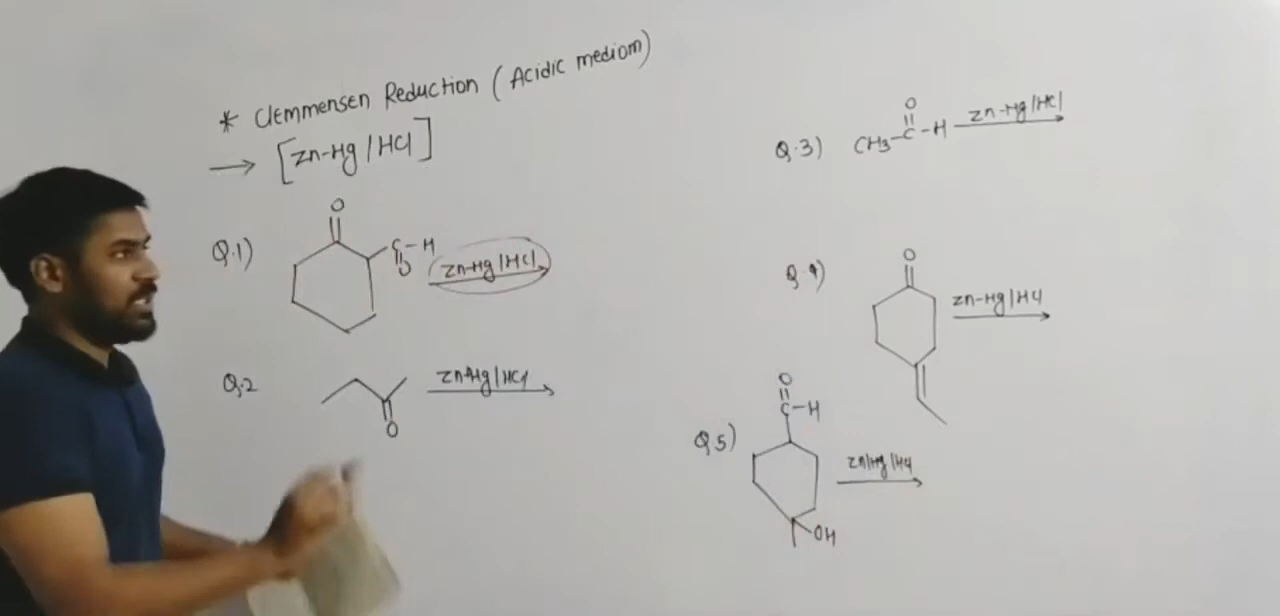 * Clemmensen Reduction (Acidic mediom)
→ [Zn-Hg/HCl]
Q.1) O C-H O Zn-Hg/HCl
Q.2 O Zn-Hg/HCl
Q.3) CH3-C-H O Zn-Hg/HCl
Q.4) O Zn-Hg/HCl
Q.5) O C-H OH Zn/Hg/HCl